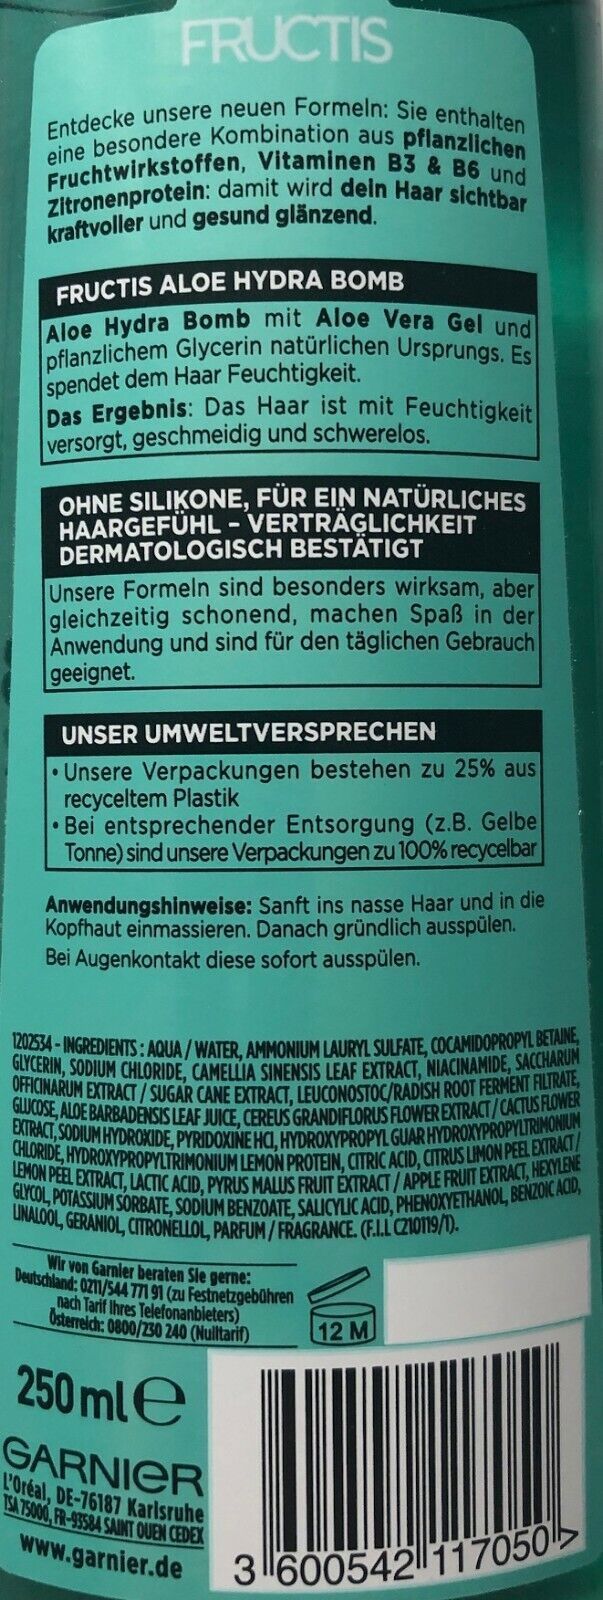 FRUCTIS
Entdecke unsere neuen Formeln: Sie enthalten
eine besondere Kombination aus pflanzlichen
Fruchtwirkstoffen, Vitaminen B3 & B6 und
Zitronenprotein: damit wird dein Haar sichtbar
kraftvoller und gesund glänzend.
FRUCTIS ALOE HYDRA BOMB
Aloe Hydra Bomb mit Aloe Vera Gel und
pflanzlichem Glycerin natürlichen Ursprungs. Es
spendet dem Haar Feuchtigkeit.
Das Ergebnis: Das Haar ist mit Feuchtigkeit
versorgt, geschmeidig und schwerelos.
OHNE SILIKONE, FÜR EIN NATÜRLICHES
HAARGEFÜHL – VERTRÄGLICHKEIT
DERMATOLOGISCH BESTÄTIGT
Unsere Formeln sind besonders wirksam, aber
gleichzeitig schonend, machen Spaß in der
Anwendung und sind für den täglichen Gebrauch
geeignet.
UNSER UMWELTVERSPRECHEN
• Unsere Verpackungen bestehen zu 25% aus
recyceltem Plastik
• Bei entsprechender Entsorgung (z.B. Gelbe
Tonne) sind unsere Verpackungen zu 100% recycelbar
Anwendungshinweise: Sanft ins nasse Haar und in die
Kopfhaut einmassieren. Danach gründlich ausspülen.
Bei Augenkontakt diese sofort ausspülen.
1202534 - INGREDIENTS : AQUA / WATER, AMMONIUM LAURYL SULFATE, COCAMIDOPROPYL BETAINE,
GLYCERIN, SODIUM CHLORIDE, CAMELLIA SINENSIS LEAF EXTRACT, NIACINAMIDE, SACCHARUM
OFFICINARUM EXTRACT / SUGAR CANE EXTRACT, LEUCONOSTOC/RADISH ROOT FERMENT FILTRATE,
GLUCOSE, ALOE BARBADENSIS LEAF JUICE, CEREUS GRANDIFLORUS FLOWER EXTRACT / CACTUS FLOWER
EXTRACT, SODIUM HYDROXIDE, PYRIDOXINE HCl, HYDROXYPROPYL GUAR HYDROXYPROPYLTRIMONIUM
CHLORIDE, HYDROXYPROPYLTRIMONIUM LEMON PROTEIN, CITRIC ACID, CITRUS LIMON PEEL EXTRACT /
LEMON PEEL EXTRACT, LACTIC ACID, PYRUS MALUS FRUIT EXTRACT / APPLE FRUIT EXTRACT, HEXYLENE
GLYCOL, POTASSIUM SORBATE, SODIUM BENZOATE, SALICYLIC ACID, PHENOXYETHANOL, BENZOIC ACID,
LINALOOL, GERANIOL, CITRONELLOL, PARFUM / FRAGRANCE. (F.I.L. C210119/1).
Wir von Garnier beraten Sie gerne:
Deutschland: 0211/544 771 91 (zu Festnetzgebühren
nach Tarif Ihres Telefonanbieters)
Österreich: 0800/230 240 (Nulltarif)
12 M
250 ml e
GARNIER
L'Oréal, DE-76187 Karlsruhe
TSA 75000, FR-93584 SAINT OUEN CEDEX
www.garnier.de
3 600542 117050 >